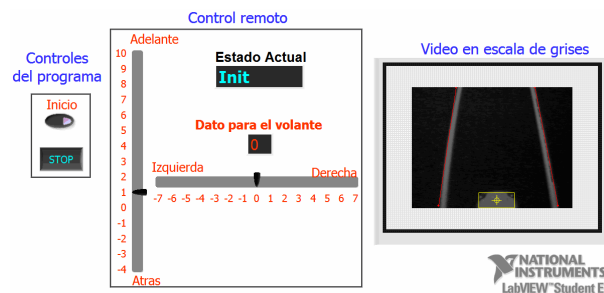 Control remoto
Controles
del programa
Inicio
STOP
Adelante
10
9
8
7
6
5
4
3
2
1
0
-1
-2
-3
-4
Atras
Estado Actual
Init
Dato para el volante
0
Izquierda
Derecha
-7 -6 -5 -4 -3 -2 -1 0 1 2 3 4 5 6 7
Video en escala de grises
NATIONAL
INSTRUMENTS
LabVIEW™ Student E